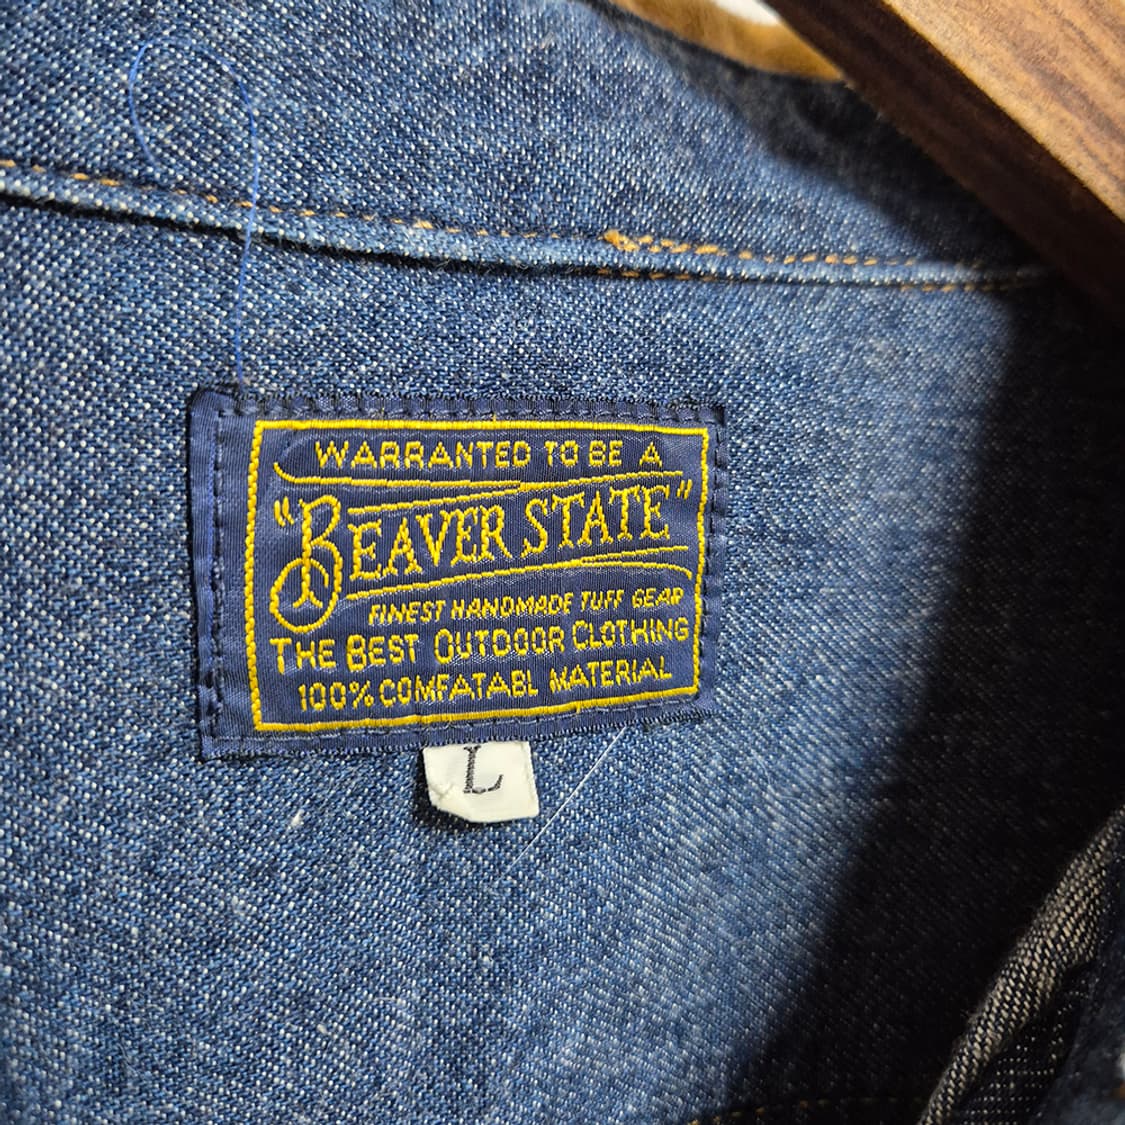 WARRANTED TO BE A
"BEAVER STATE"
FINEST HANDMADE TUFF GEAR
THE BEST OUTDOOR CLOTHING
100% COMFATABL MATERIAL
L